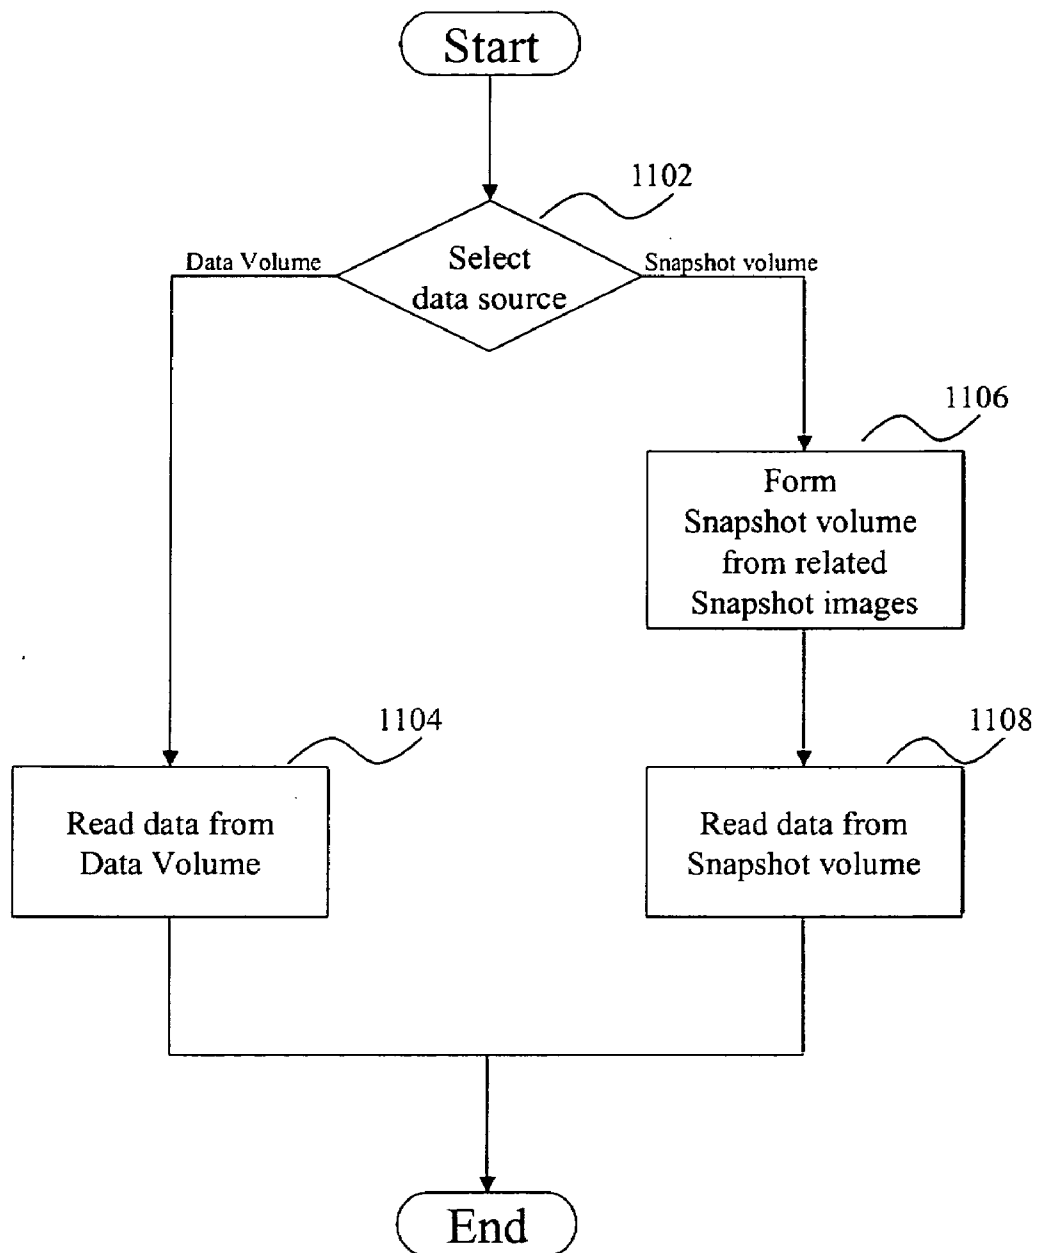 Start
1102
Select
data source
Data Volume
Snapshot volume
1106
Form
Snapshot volume
from related
Snapshot images
1104
Read data from
Data Volume
1108
Read data from
Snapshot volume
End